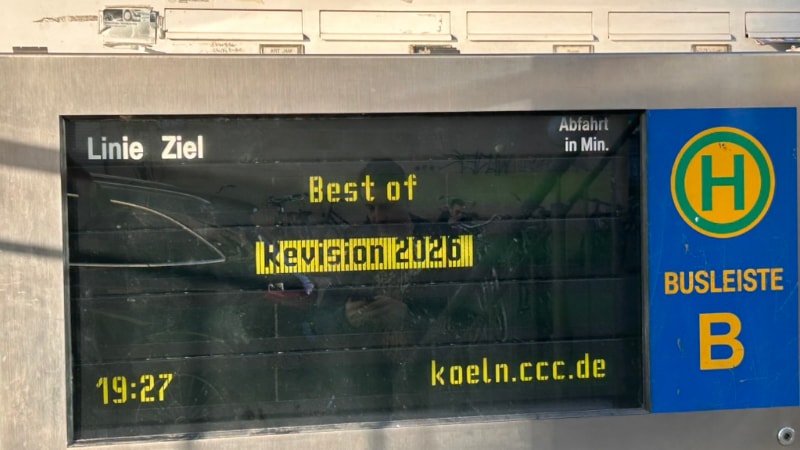 Linie Ziel
Abfahrt
in Min.
Best of
Revision 2026
19:27
koeln.ccc.de
H
BUSLEISTE
B